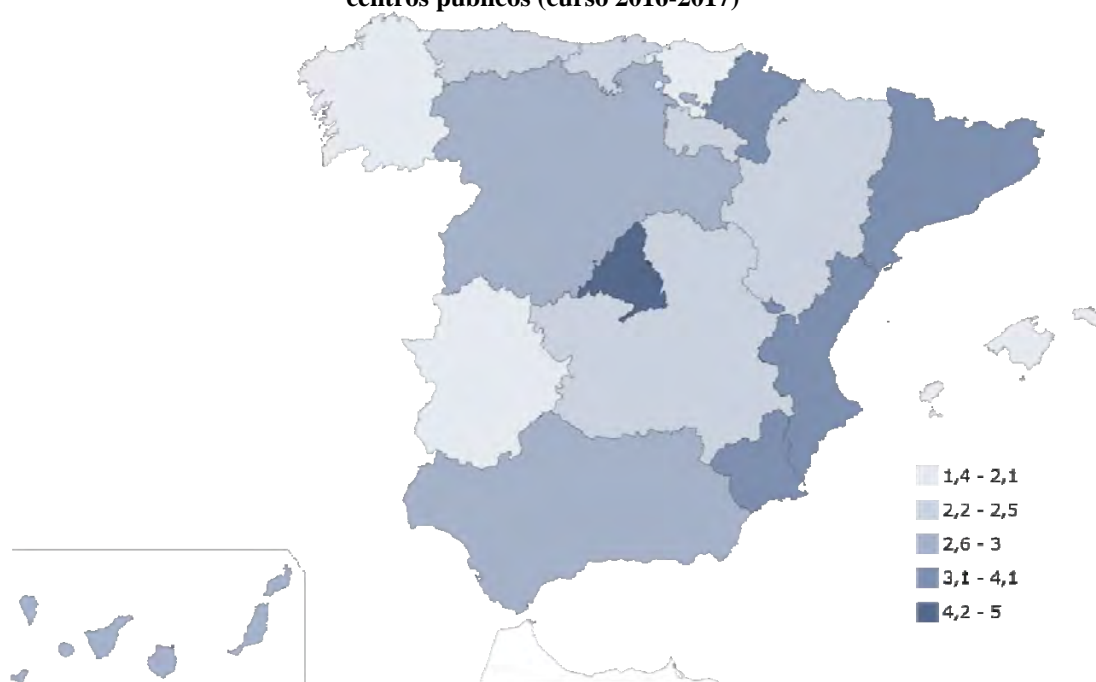 centros públicos (curso 2016-2017)
1,4 - 2,1
2,2 - 2,5
2,6 - 3
3,1 - 4,1
4,2 - 5